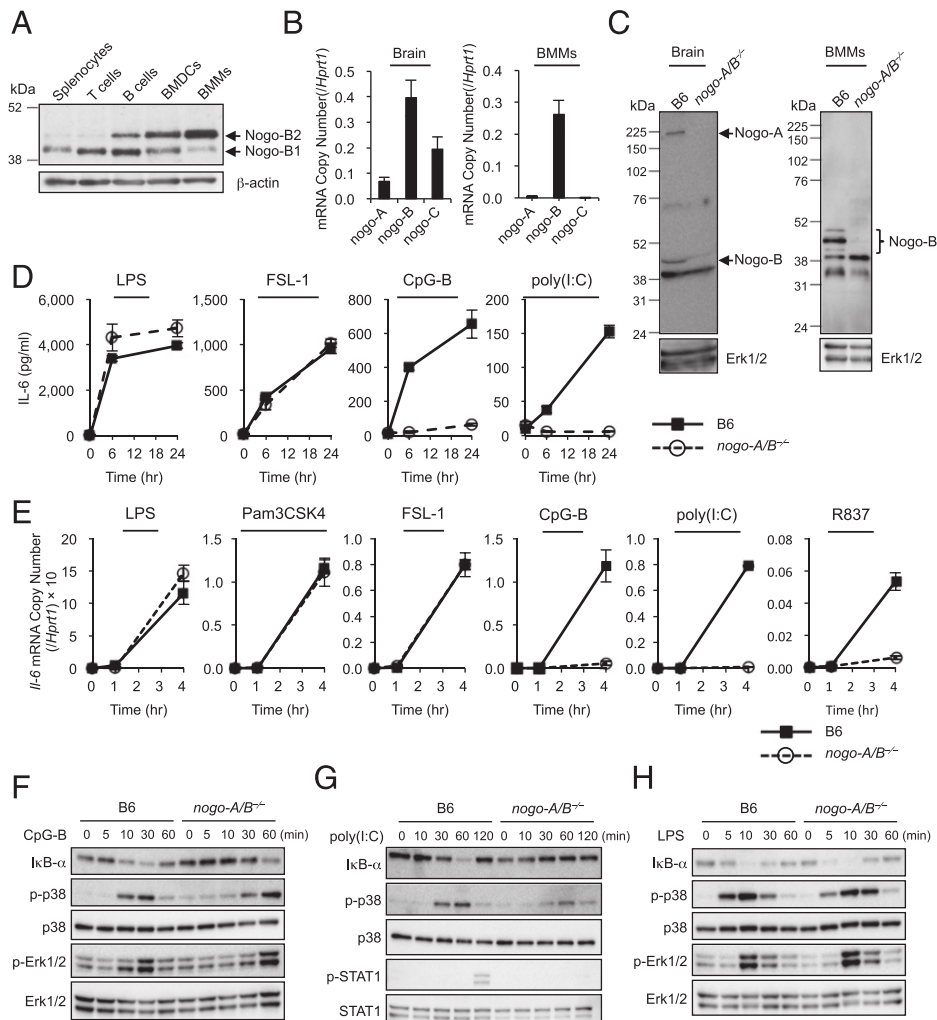 A
Splenocytes
T cells
B cells
BMDCs
BMMs
kDa
52
38
Nogo-B2
Nogo-B1
β-actin
B
Brain
BMMs
mRNA Copy Number(/Hprt1)
0.5
0.4
0.3
0.2
0.1
0.0
nogo-A
nogo-B
nogo-C
mRNA Copy Number(/Hprt1)
0.5
0.4
0.3
0.2
0.1
0.0
nogo-A
nogo-B
nogo-C
C
Brain
B6
nogo-A/B-/-
kDa
225
150
102
76
52
38
31
24
Nogo-A
Nogo-B
Erk1/2
BMMs
B6
nogo-A/B-/-
kDa
225
150
102
76
52
38
31
24
Nogo-B
Erk1/2
D
LPS
FSL-1
CpG-B
poly(I:C)
IL-6 (pg/ml)
6,000
4,000
2,000
0
0 6 12 18 24
Time (hr)
1,500
1,000
500
0
0 6 12 18 24
Time (hr)
800
600
400
200
0
0 6 12 18 24
Time (hr)
200
150
100
50
0
0 6 12 18 24
Time (hr)
B6
nogo-A/B-/-
E
LPS
Pam3CSK4
FSL-1
CpG-B
poly(I:C)
R837
Il-6 mRNA Copy Number
(/Hprt1) × 10
20
15
10
5
0
0 1 2 3 4
Time (hr)
1.5
1.0
0.5
0.0
0 1 2 3 4
Time (hr)
1.0
0.8
0.6
0.4
0.2
0.0
0 1 2 3 4
Time (hr)
1.5
1.0
0.5
0.0
0 1 2 3 4
Time (hr)
1.0
0.8
0.6
0.4
0.2
0.0
0 1 2 3 4
Time (hr)
0.08
0.06
0.04
0.02
0.00
0 1 2 3 4
Time (hr)
B6
nogo-A/B-/-
F
B6 nogo-A/B-/-
CpG-B 0 5 10 30 60 0 5 10 30 60 (min)
IκB-α
p-p38
p38
p-Erk1/2
Erk1/2
G
B6 nogo-A/B-/-
poly(I:C) 0 10 30 60 120 0 10 30 60 120 (min)
IκB-α
p-p38
p38
p-STAT1
STAT1
H
B6 nogo-A/B-/-
LPS 0 5 10 30 60 0 5 10 30 60 (min)
IκB-α
p-p38
p38
p-Erk1/2
Erk1/2